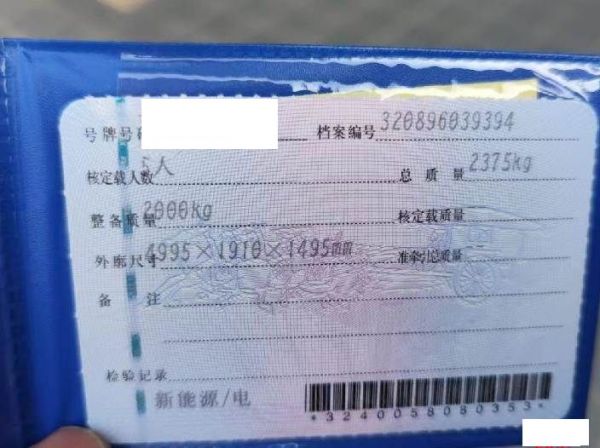 号牌号码 档案编号 320896039394
核定载人数 5人 总质量 2375kg
整备质量 2000kg 核定载质量
外廓尺寸 4995×1910×1495mm 准牵引总质量
备注
检验记录
新能源/电
*3240058080353*